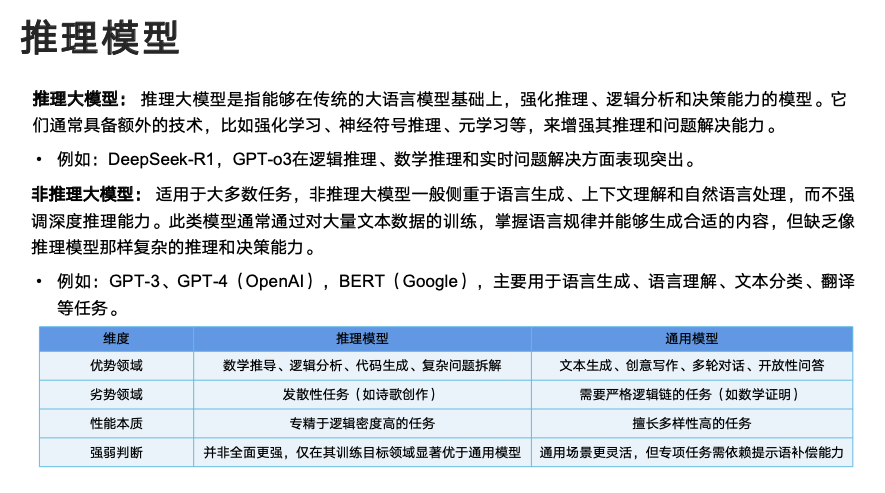 推理模型
推理大模型： 推理大模型是指能够在传统的大语言模型基础上，强化推理、逻辑分析和决策能力的模型。它
们通常具备额外的技术，比如强化学习、神经符号推理、元学习等，来增强其推理和问题解决能力。
• 例如：DeepSeek-R1，GPT-o3在逻辑推理、数学推理和实时问题解决方面表现突出。
非推理大模型： 适用于大多数任务，非推理大模型一般侧重于语言生成、上下文理解和自然语言处理，而不强
调深度推理能力。此类模型通常通过对大量文本数据的训练，掌握语言规律并能够生成合适的内容，但缺乏像
推理模型那样复杂的推理和决策能力。
• 例如：GPT-3、GPT-4（OpenAI），BERT（Google），主要用于语言生成、语言理解、文本分类、翻译
等任务。
维度 推理模型 通用模型
优势领域 数学推导、逻辑分析、代码生成、复杂问题拆解 文本生成、创意写作、多轮对话、开放性问答
劣势领域 发散性任务（如诗歌创作） 需要严格逻辑链的任务（如数学证明）
性能本质 专精于逻辑密度高的任务 擅长多样性高的任务
强弱判断 并非全面更强，仅在其训练目标领域显著优于通用模型 通用场景更灵活，但专项任务需依赖提示语补偿能力